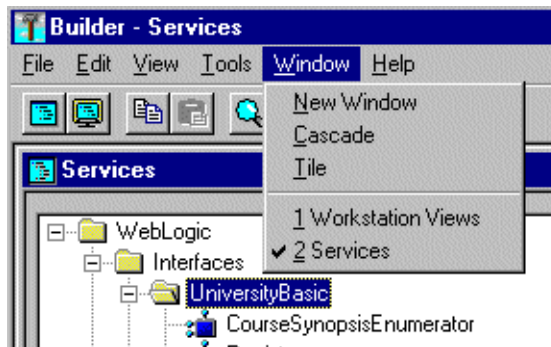 Builder - Services
File Edit View Tools Window Help
New Window
Cascade
Tile
1 Workstation Views
2 Services
Services
WebLogic
Interfaces
UniversityBasic
CourseSynopsisEnumerator